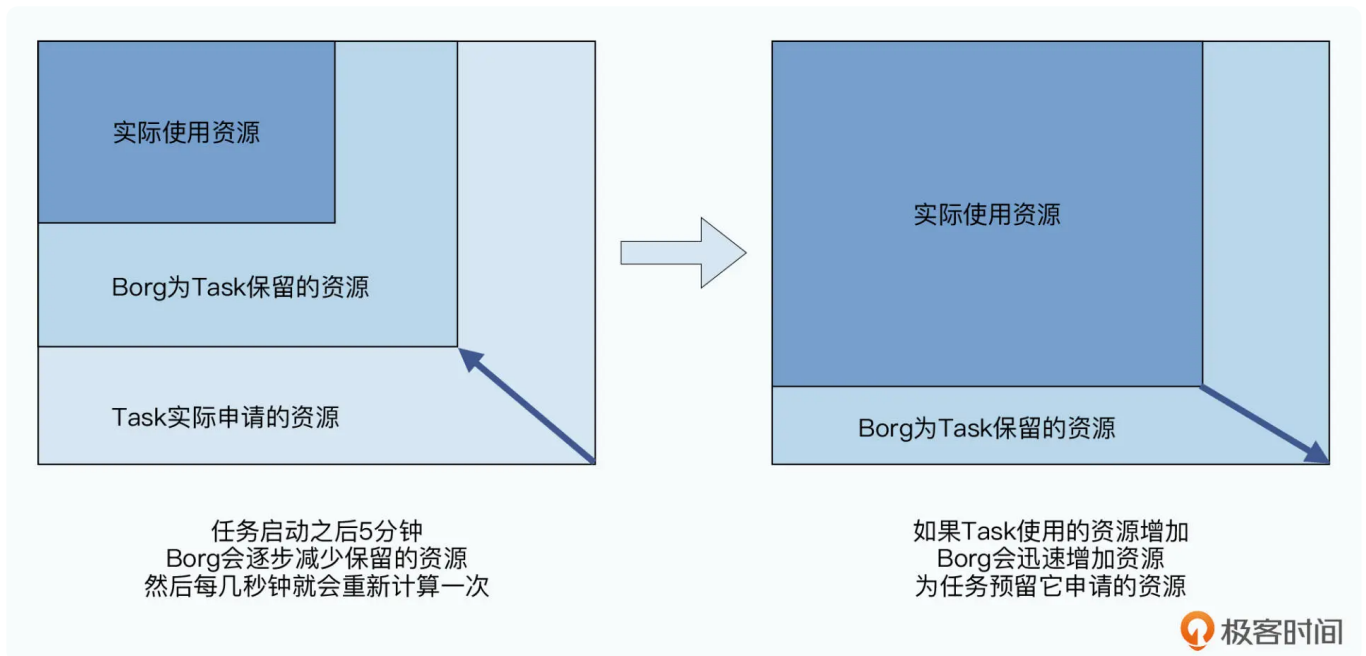 实际使用资源
Borg为Task保留的资源
Task实际申请的资源
任务启动之后5分钟
Borg会逐步减少保留的资源
然后每几秒钟就会重新计算一次
实际使用资源
Borg为Task保留的资源
如果Task使用的资源增加
Borg会迅速增加资源
为任务预留它申请的资源
极客时间